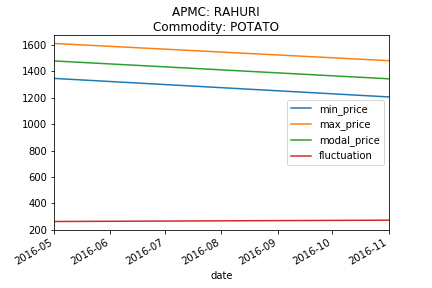 APMC: RAHURI
Commodity: POTATO
1600
1400
1200
1000
800
600
400
200
min_price
max_price
modal_price
fluctuation
2016-05
2016-06
2016-07
2016-08
2016-09
2016-10
2016-11
date